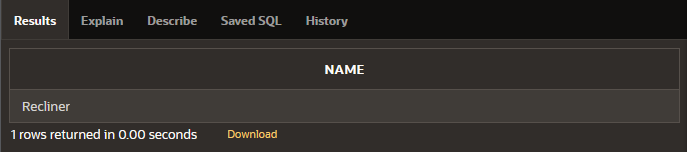 Results Explain Describe Saved SQL History
NAME
Recliner
1 rows returned in 0.00 seconds Download